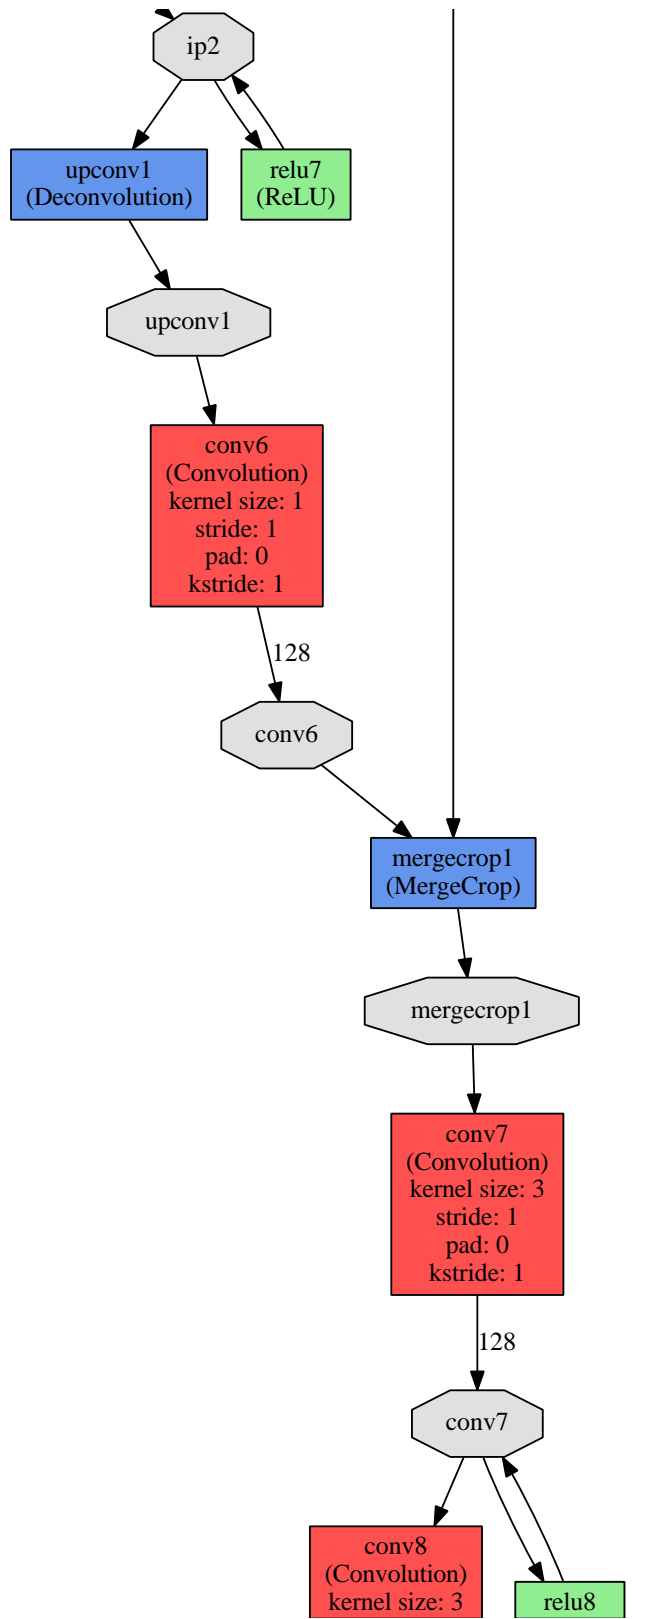 ip2
upconv1
(Deconvolution)
relu7
(ReLU)
upconv1
conv6
(Convolution)
kernel size: 1
stride: 1
pad: 0
kstride: 1
128
conv6
mergecrop1
(MergeCrop)
mergecrop1
conv7
(Convolution)
kernel size: 3
stride: 1
pad: 0
kstride: 1
128
conv7
conv8
(Convolution)
kernel size: 3
relu8